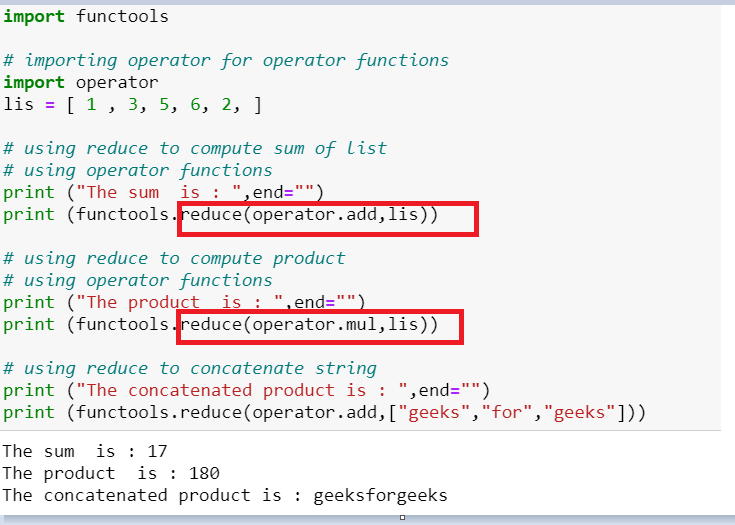 import functools
# importing operator for operator functions
import operator
lis = [ 1 , 3, 5, 6, 2, ]
# using reduce to compute sum of list
# using operator functions
print ("The sum  is : ",end="")
print (functools.reduce(operator.add,lis))
# using reduce to compute product
# using operator functions
print ("The product  is : ",end="")
print (functools.reduce(operator.mul,lis))
# using reduce to concatenate string
print ("The concatenated product is : ",end="")
print (functools.reduce(operator.add,["geeks","for","geeks"]))
The sum  is : 17
The product  is : 180
The concatenated product is : geeksforgeeks